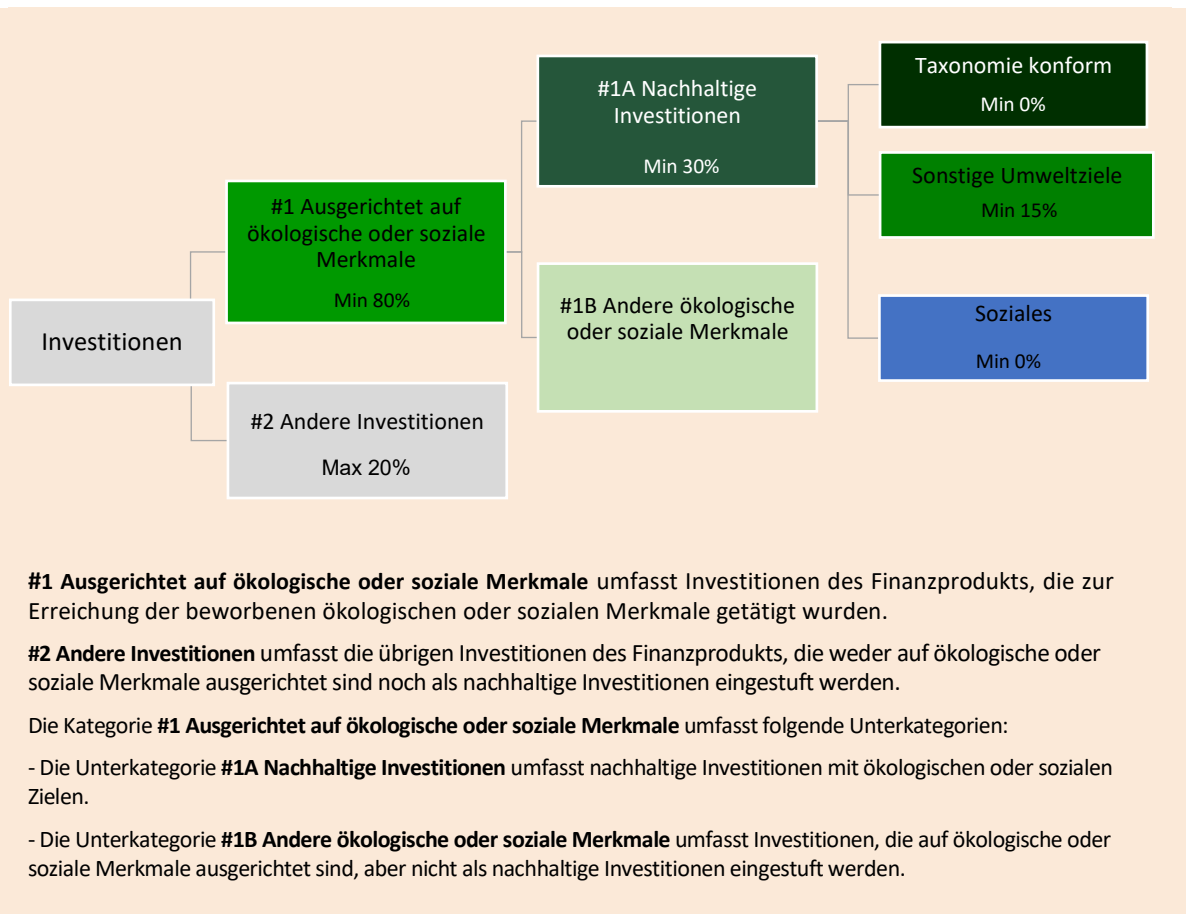 Investitionen
#1 Ausgerichtet auf
ökologische oder soziale
Merkmale
Min 80%
#2 Andere Investitionen
Max 20%
#1A Nachhaltige
Investitionen
Min 30%
#1B Andere ökologische
oder soziale Merkmale
Taxonomie konform
Min 0%
Sonstige Umweltziele
Min 15%
Soziales
Min 0%
#1 Ausgerichtet auf ökologische oder soziale Merkmale umfasst Investitionen des Finanzprodukts, die zur
Erreichung der beworbenen ökologischen oder sozialen Merkmale getätigt wurden.
#2 Andere Investitionen umfasst die übrigen Investitionen des Finanzprodukts, die weder auf ökologische oder
soziale Merkmale ausgerichtet sind noch als nachhaltige Investitionen eingestuft werden.
Die Kategorie #1 Ausgerichtet auf ökologische oder soziale Merkmale umfasst folgende Unterkategorien:
- Die Unterkategorie #1A Nachhaltige Investitionen umfasst nachhaltige Investitionen mit ökologischen oder sozialen
Zielen.
- Die Unterkategorie #1B Andere ökologische oder soziale Merkmale umfasst Investitionen, die auf ökologische oder
soziale Merkmale ausgerichtet sind, aber nicht als nachhaltige Investitionen eingestuft werden.